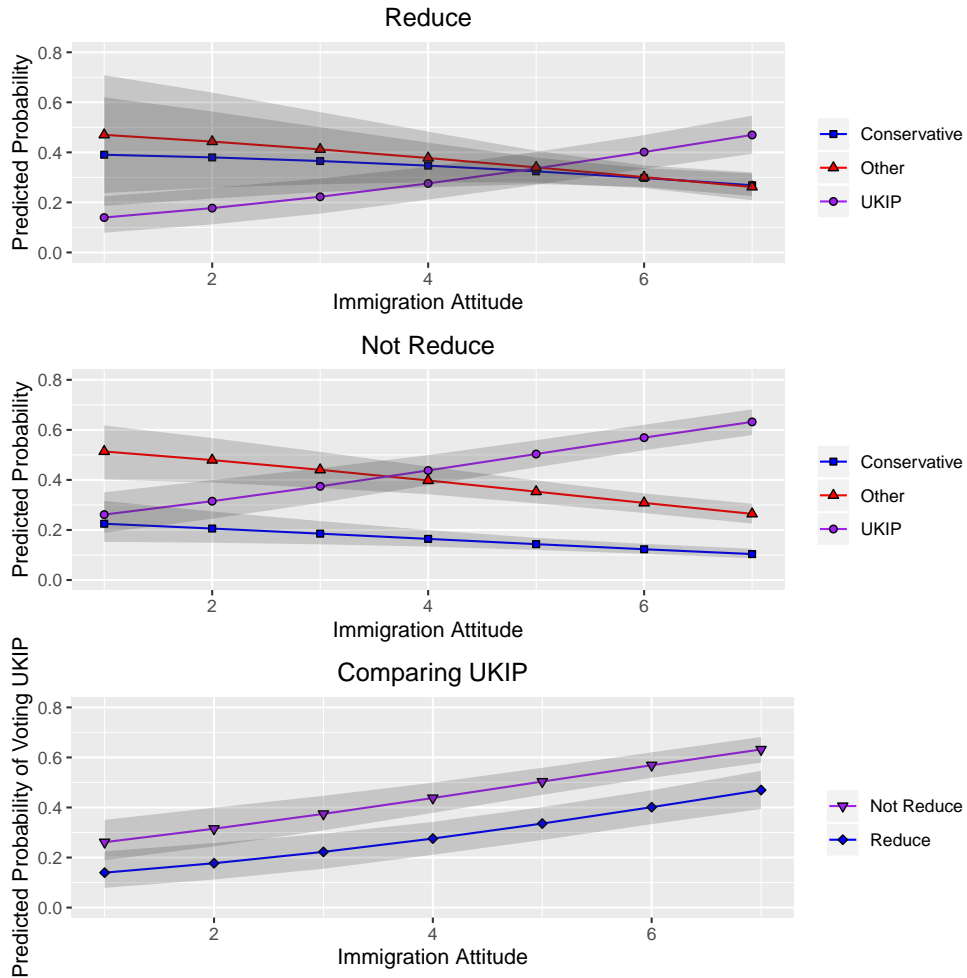 Reduce
Predicted Probability
0.8
0.6
0.4
0.2
0.0
2
4
6
Immigration Attitude
Conservative
Other
UKIP
Not Reduce
Predicted Probability
0.8
0.6
0.4
0.2
0.0
2
4
6
Immigration Attitude
Conservative
Other
UKIP
Comparing UKIP
Predicted Probability of Voting UKIP
0.8
0.6
0.4
0.2
0.0
2
4
6
Immigration Attitude
Not Reduce
Reduce